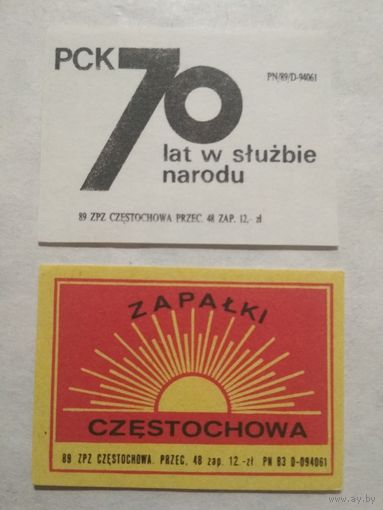 PCK 70
PN/89/D-94061
lat w służbie
narodu
89 ZPZ CZĘSTOCHOWA PRZEC. 48 ZAP. 12,- zł
ZAPAŁKI
CZĘSTOCHOWA
89 ZPZ CZĘSTOCHOWA. PRZEC. 48 zap. 12.-zł PN 83 D-094061
www.ay.by